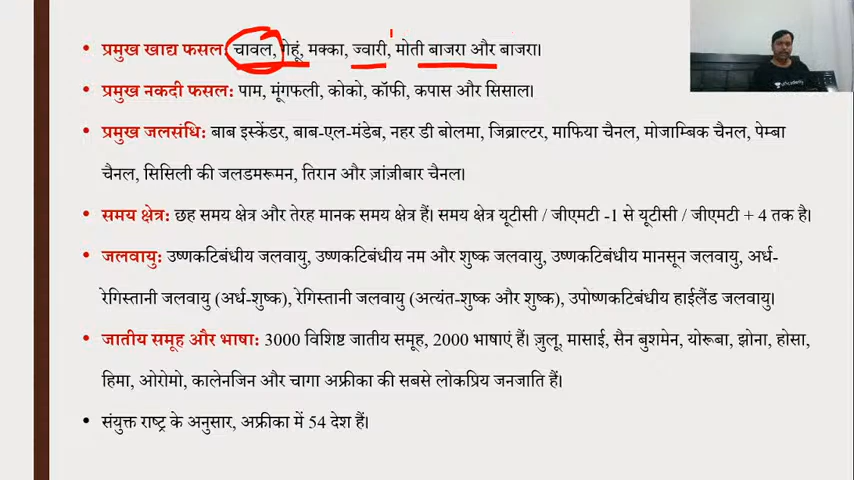 • प्रमुख खाद्य फसल: चावल, गेहूं, मक्का, ज्वारी, मोती बाजरा और बाजरा।
• प्रमुख नकदी फसल: पाम, मूंगफली, कोको, कॉफी, कपास और सिसाल।
• प्रमुख जलसंधि: बाब इस्केंडर, बाब-एल-मंडेब, नहर डी बोलमा, जिब्राल्टर, माफिया चैनल, मोजाम्बिक चैनल, पेम्बा
चैनल, सिसिली की जलडमरूमन, तिरान और ज़ांज़ीबार चैनल।
• समय क्षेत्र: छह समय क्षेत्र और तेरह मानक समय क्षेत्र हैं। समय क्षेत्र यूटीसी / जीएमटी -1 से यूटीसी / जीएमटी + 4 तक है।
• जलवायु: उष्णकटिबंधीय जलवायु, उष्णकटिबंधीय नम और शुष्क जलवायु, उष्णकटिबंधीय मानसून जलवायु, अर्ध-
रेगिस्तानी जलवायु (अर्ध-शुष्क), रेगिस्तानी जलवायु (अत्यंत-शुष्क और शुष्क), उपोष्णकटिबंधीय हाईलैंड जलवायु।
• जातीय समूह और भाषा: 3000 विशिष्ट जातीय समूह, 2000 भाषाएं हैं। ज़ुलू, मासाई, सैन बुशमेन, योरूबा, झोना, होसा,
हिमा, ओरोमो, कालेनजिन और चागा अफ्रीका की सबसे लोकप्रिय जनजाति हैं।
• संयुक्त राष्ट्र के अनुसार, अफ्रीका में 54 देश हैं।